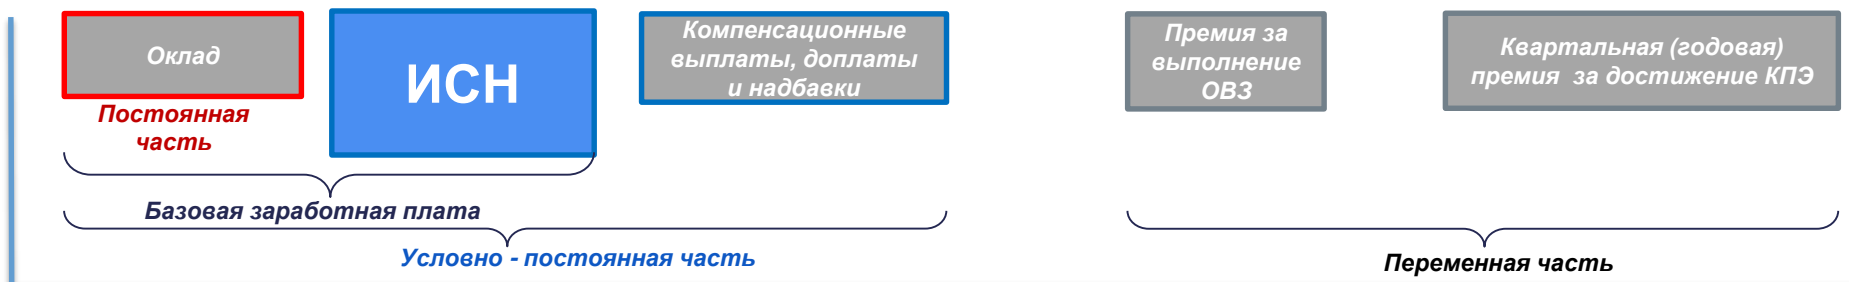 Оклад
ИСН
Компенсационные
выплаты, доплаты
и надбавки
Премия за
выполнение
ОВЗ
Квартальная (годовая)
премия за достижение КПЭ
Постоянная
часть
Базовая заработная плата
Условно - постоянная часть
Переменная часть